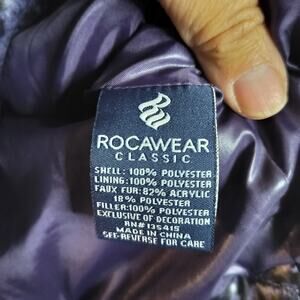 ROCAWEAR
CLASSIC
SHELL: 100% POLYESTER
LINING: 100% POLYESTER
FAUX FUR: 82% ACRYLIC
18% POLYESTER
FILLER: 100% POLYESTER
EXCLUSIVE OF DECORATION
RN# 135415
MADE IN CHINA
SEE REVERSE FOR CARE